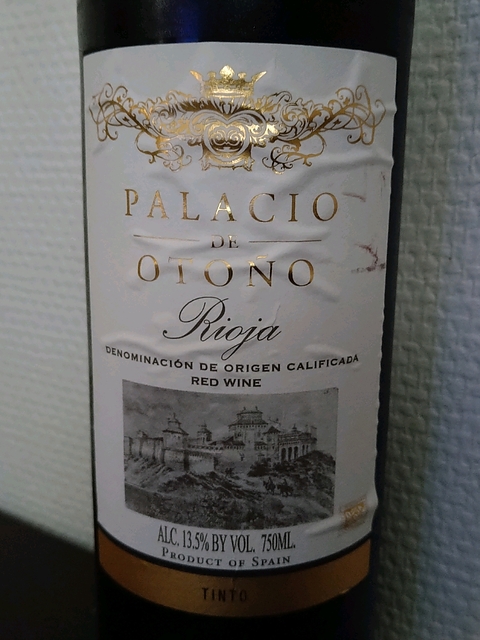 PALACIO
DE
OTOÑO
Rioja
DENOMINACIÓN DE ORIGEN CALIFICADA
RED WINE
ALC. 13.5% BY VOL. 750ML.
PRODUCT OF SPAIN
TINTO